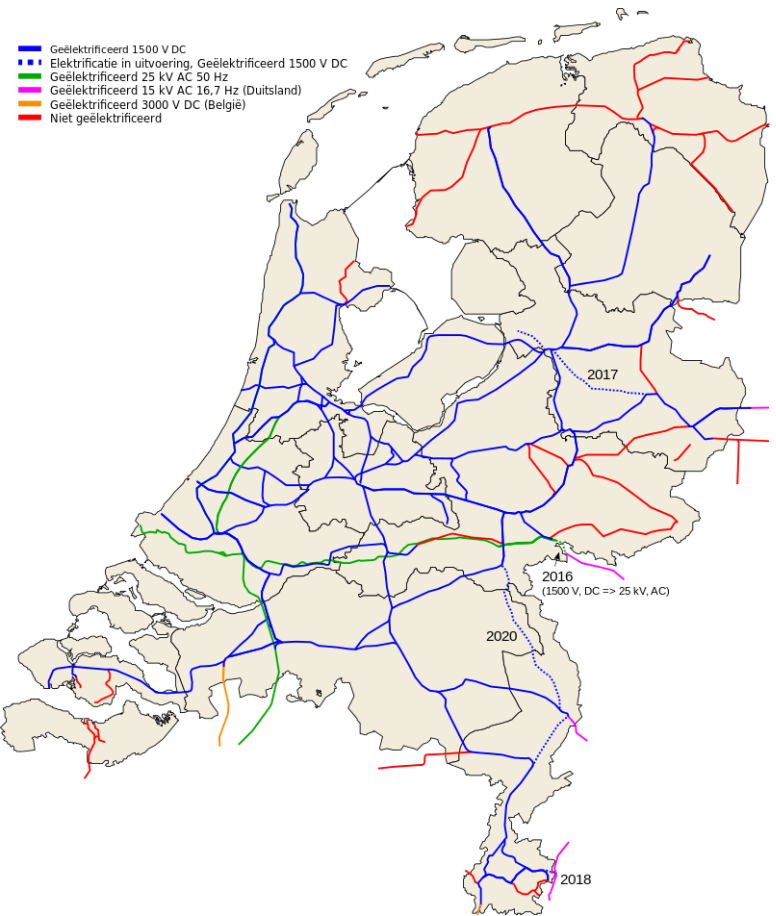 Geëlektrificeerd 1500 V DC
Elektrificatie in uitvoering, Geëlektrificeerd 1500 V DC
Geëlektrificeerd 25 kV AC 50 Hz
Geëlektrificeerd 15 kV AC 16,7 Hz (Duitsland)
Geëlektrificeerd 3000 V DC (België)
Niet geëlektrificeerd
2017
2016
(1500 V, DC => 25 kV, AC)
2020
2018